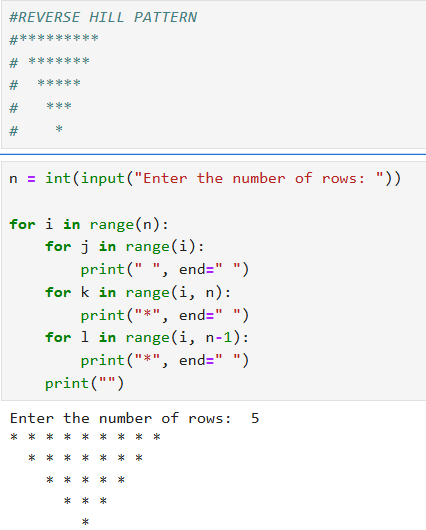 #REVERSE HILL PATTERN
#*********
# *******
#  *****
#   ***
#    *
n = int(input("Enter the number of rows: "))
for i in range(n):
    for j in range(i):
        print(" ", end=" ")
    for k in range(i, n):
        print("*", end=" ")
    for l in range(i, n-1):
        print("*", end=" ")
    print("")
Enter the number of rows:  5
* * * * * * * * *
  * * * * * * *
    * * * * *
      * * *
        *